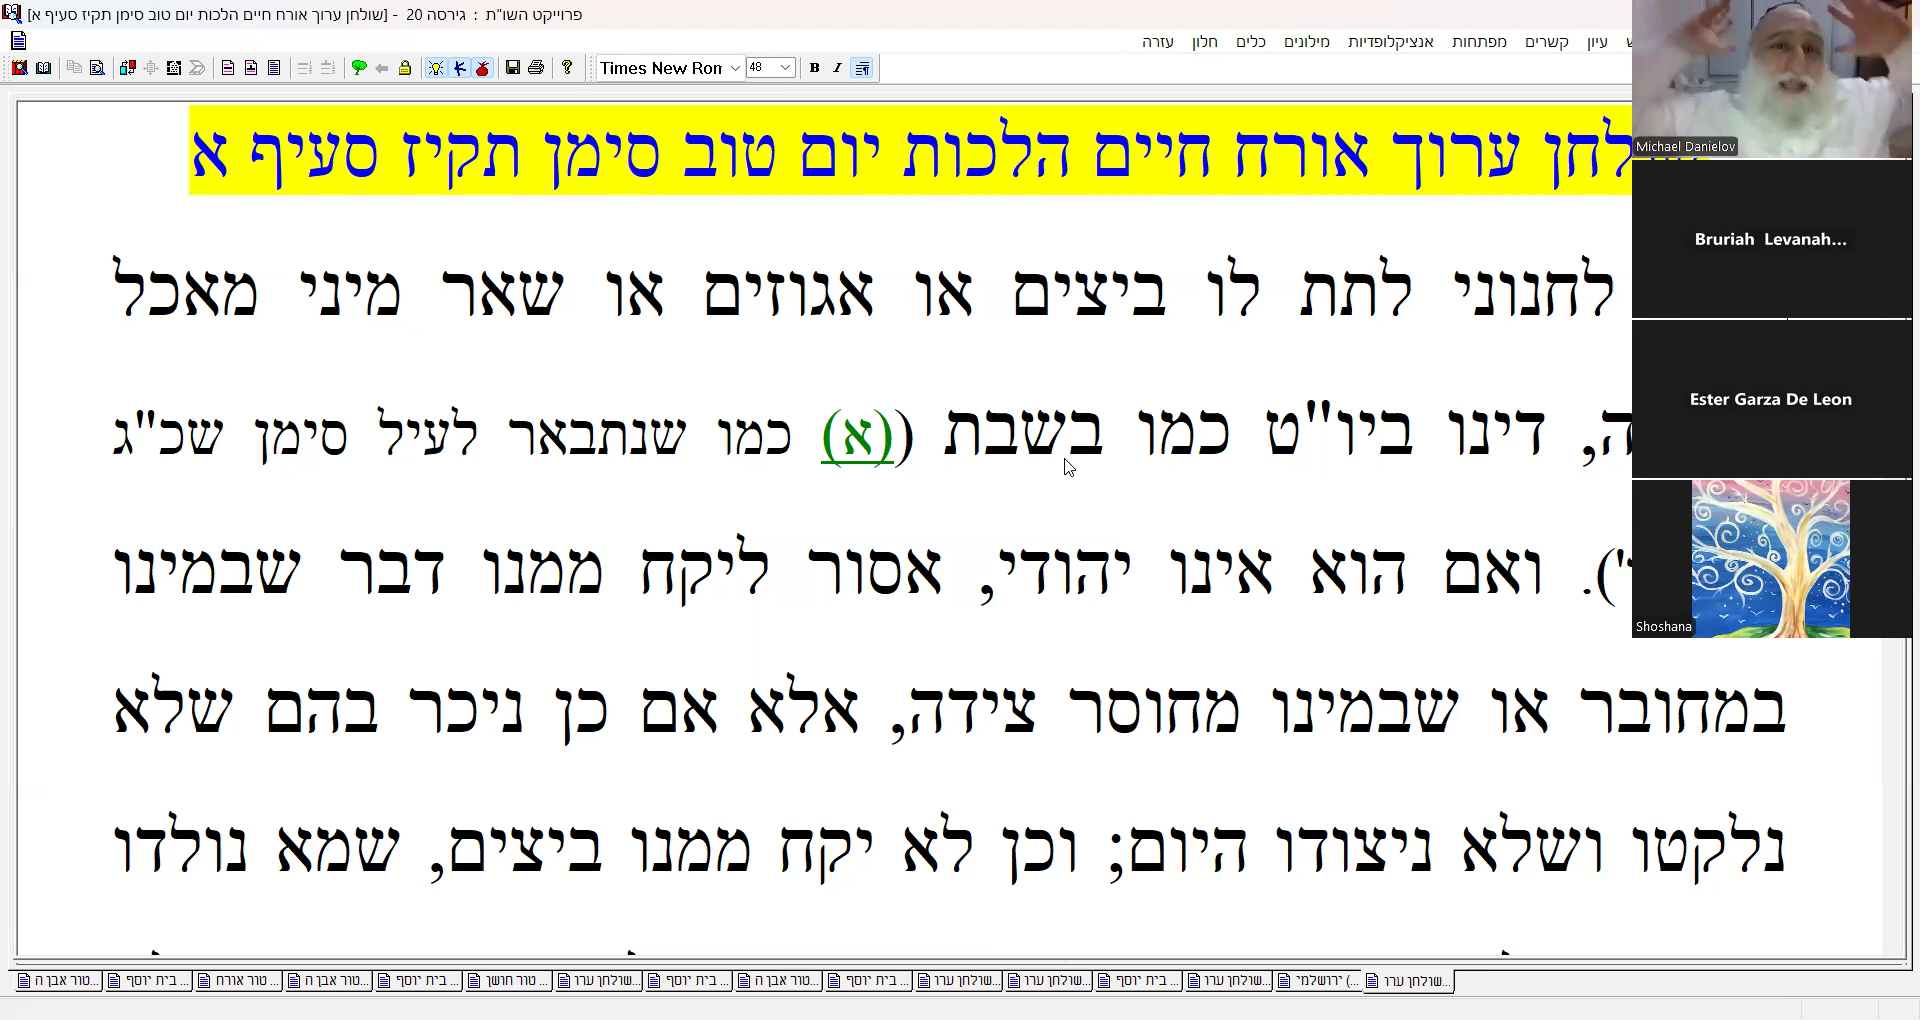 פרוייקט השו"ת : גירסה 20 - [שולחן ערוך אורח חיים הלכות יום טוב סימן תקיז סעיף א]
עיון קשרים מפתחות אנציקלופדיות מילונים כלים חלון עזרה
Times New Ron 48 B I
ערוך אורח חיים הלכות יום טוב סימן תקיז סעיף א
לחנוני לתת לו ביצים או אגוזים או שאר מיני מאכל
דינו ביו"ט כמו בשבת ((א) כמו שנתבאר לעיל סימן שכ"ג
ואם הוא אינו יהודי, אסור ליקח ממנו דבר שבמינו
במחובר או שבמינו מחוסר צידה, אלא אם כן ניכר בהם שלא
נלקטו ושלא ניצודו היום; וכן לא יקח ממנו ביצים, שמא נולדו
Michael Danielov
Bruriah Levanah...
Ester Garza De Leon
Shoshana
שולחן ערו...
ירושלמי (...
שולחן ערו...
בית יוסף ...
שולחן ערו...
שולחן ערו...
בית יוסף ...
טור אבן ה...
בית יוסף ...
שולחן ערו...
טור חושן ...
בית יוסף ...
טור אבן ה...
טור אורח ...
בית יוסף ...
טור אבן ה...